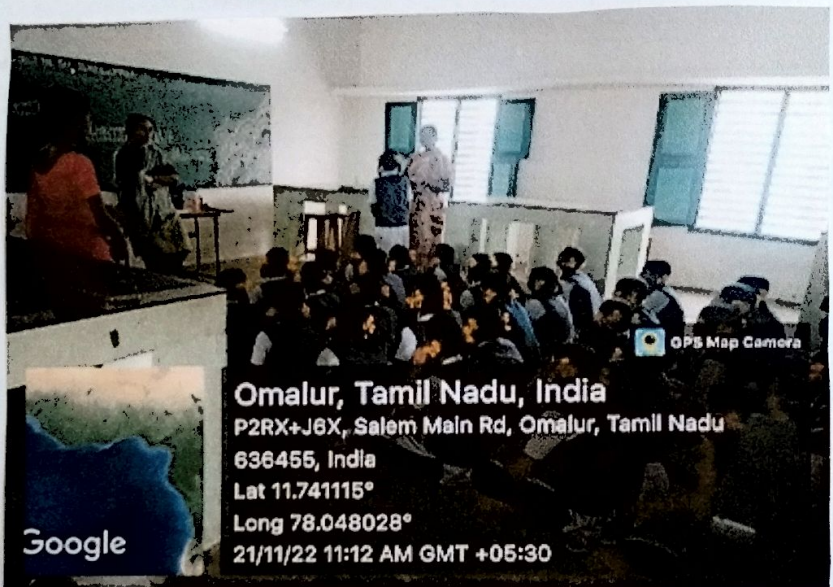 GPS Map Camera
Omalur, Tamil Nadu, India
P2RX+J6X, Salem Main Rd, Omalur, Tamil Nadu
636455, India
Lat 11.741115°
Long 78.048028°
21/11/22 11:12 AM GMT +05:30
Google